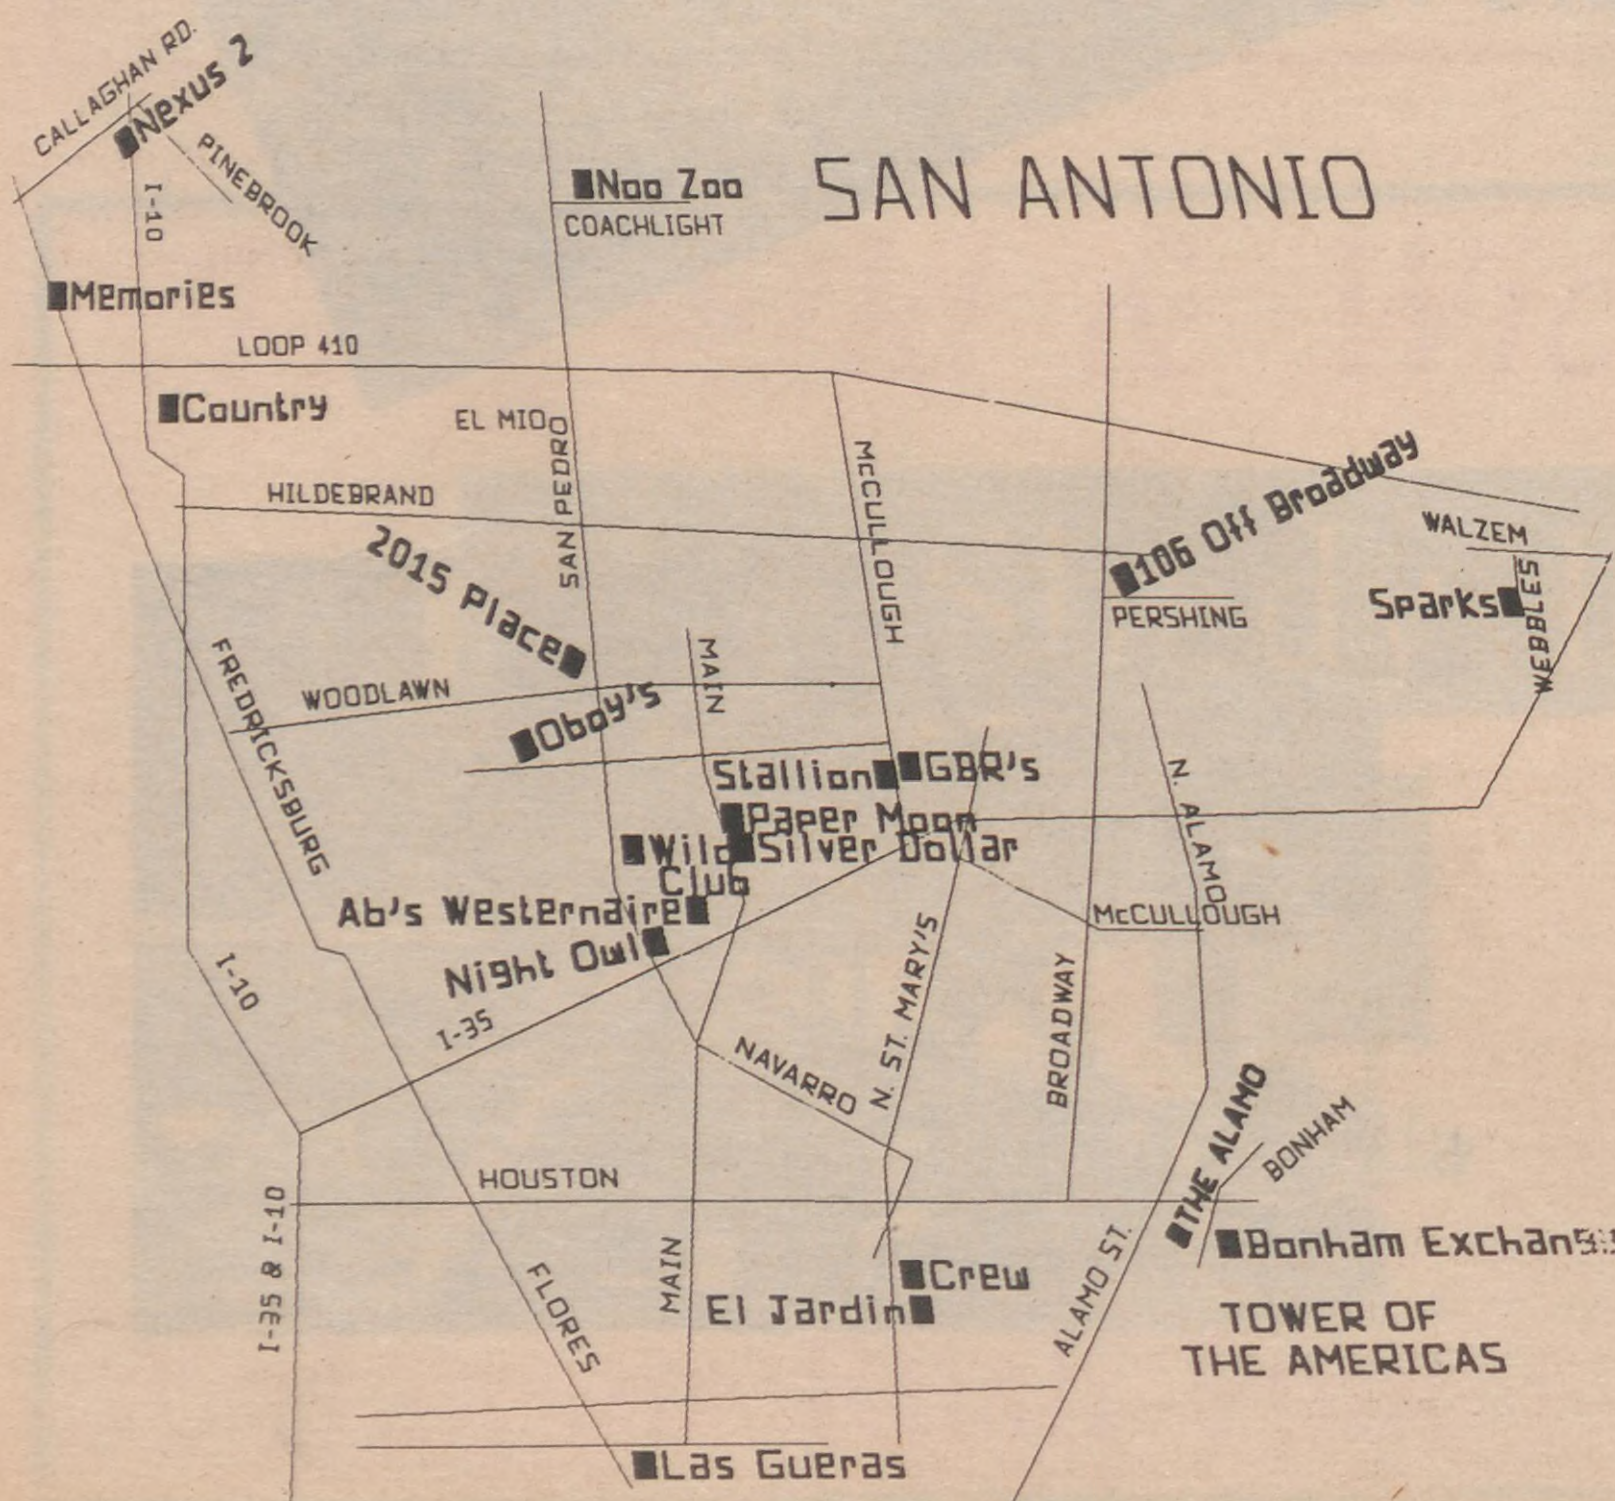 CALLAGHAN RD.
Nexus 2
PINEBROOK
I-10
Noo Zoo
COACHLIGHT
SAN ANTONIO
Memories
LOOP 410
Country
EL MIO
SAN PEDRO
McCULLOUGH
HILDEBRAND
2015 Place
106 Off Broadway
PERSHING
WALZEM
Sparks
WEBBLES
FREDRICKSBURG
WOODLAWN
MAIN
Oboy's
Stallion
GBR's
N. ALAMO
Paper Moon
Wild
Club
Silver Dollar
Ab's Westernaire
Night Owl
McCULLOUGH
I-10
I-35
N. ST. MARY'S
BROADWAY
NAVARRO
THE ALAMO
BONHAM
HOUSTON
I-35 & I-10
MAIN
FLORES
Crew
El Jardin
ALAMO ST.
Bonham
TOWER OF
THE AMERICAS
Las Gueras